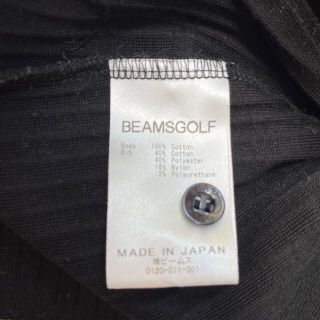 BEAMSGOLF
Body 100% Cotton
Rib 40% Cotton
40% Polyester
18% Nylon
2% Polyurethane
MADE IN JAPAN
㈱ビームス
0120-011-301